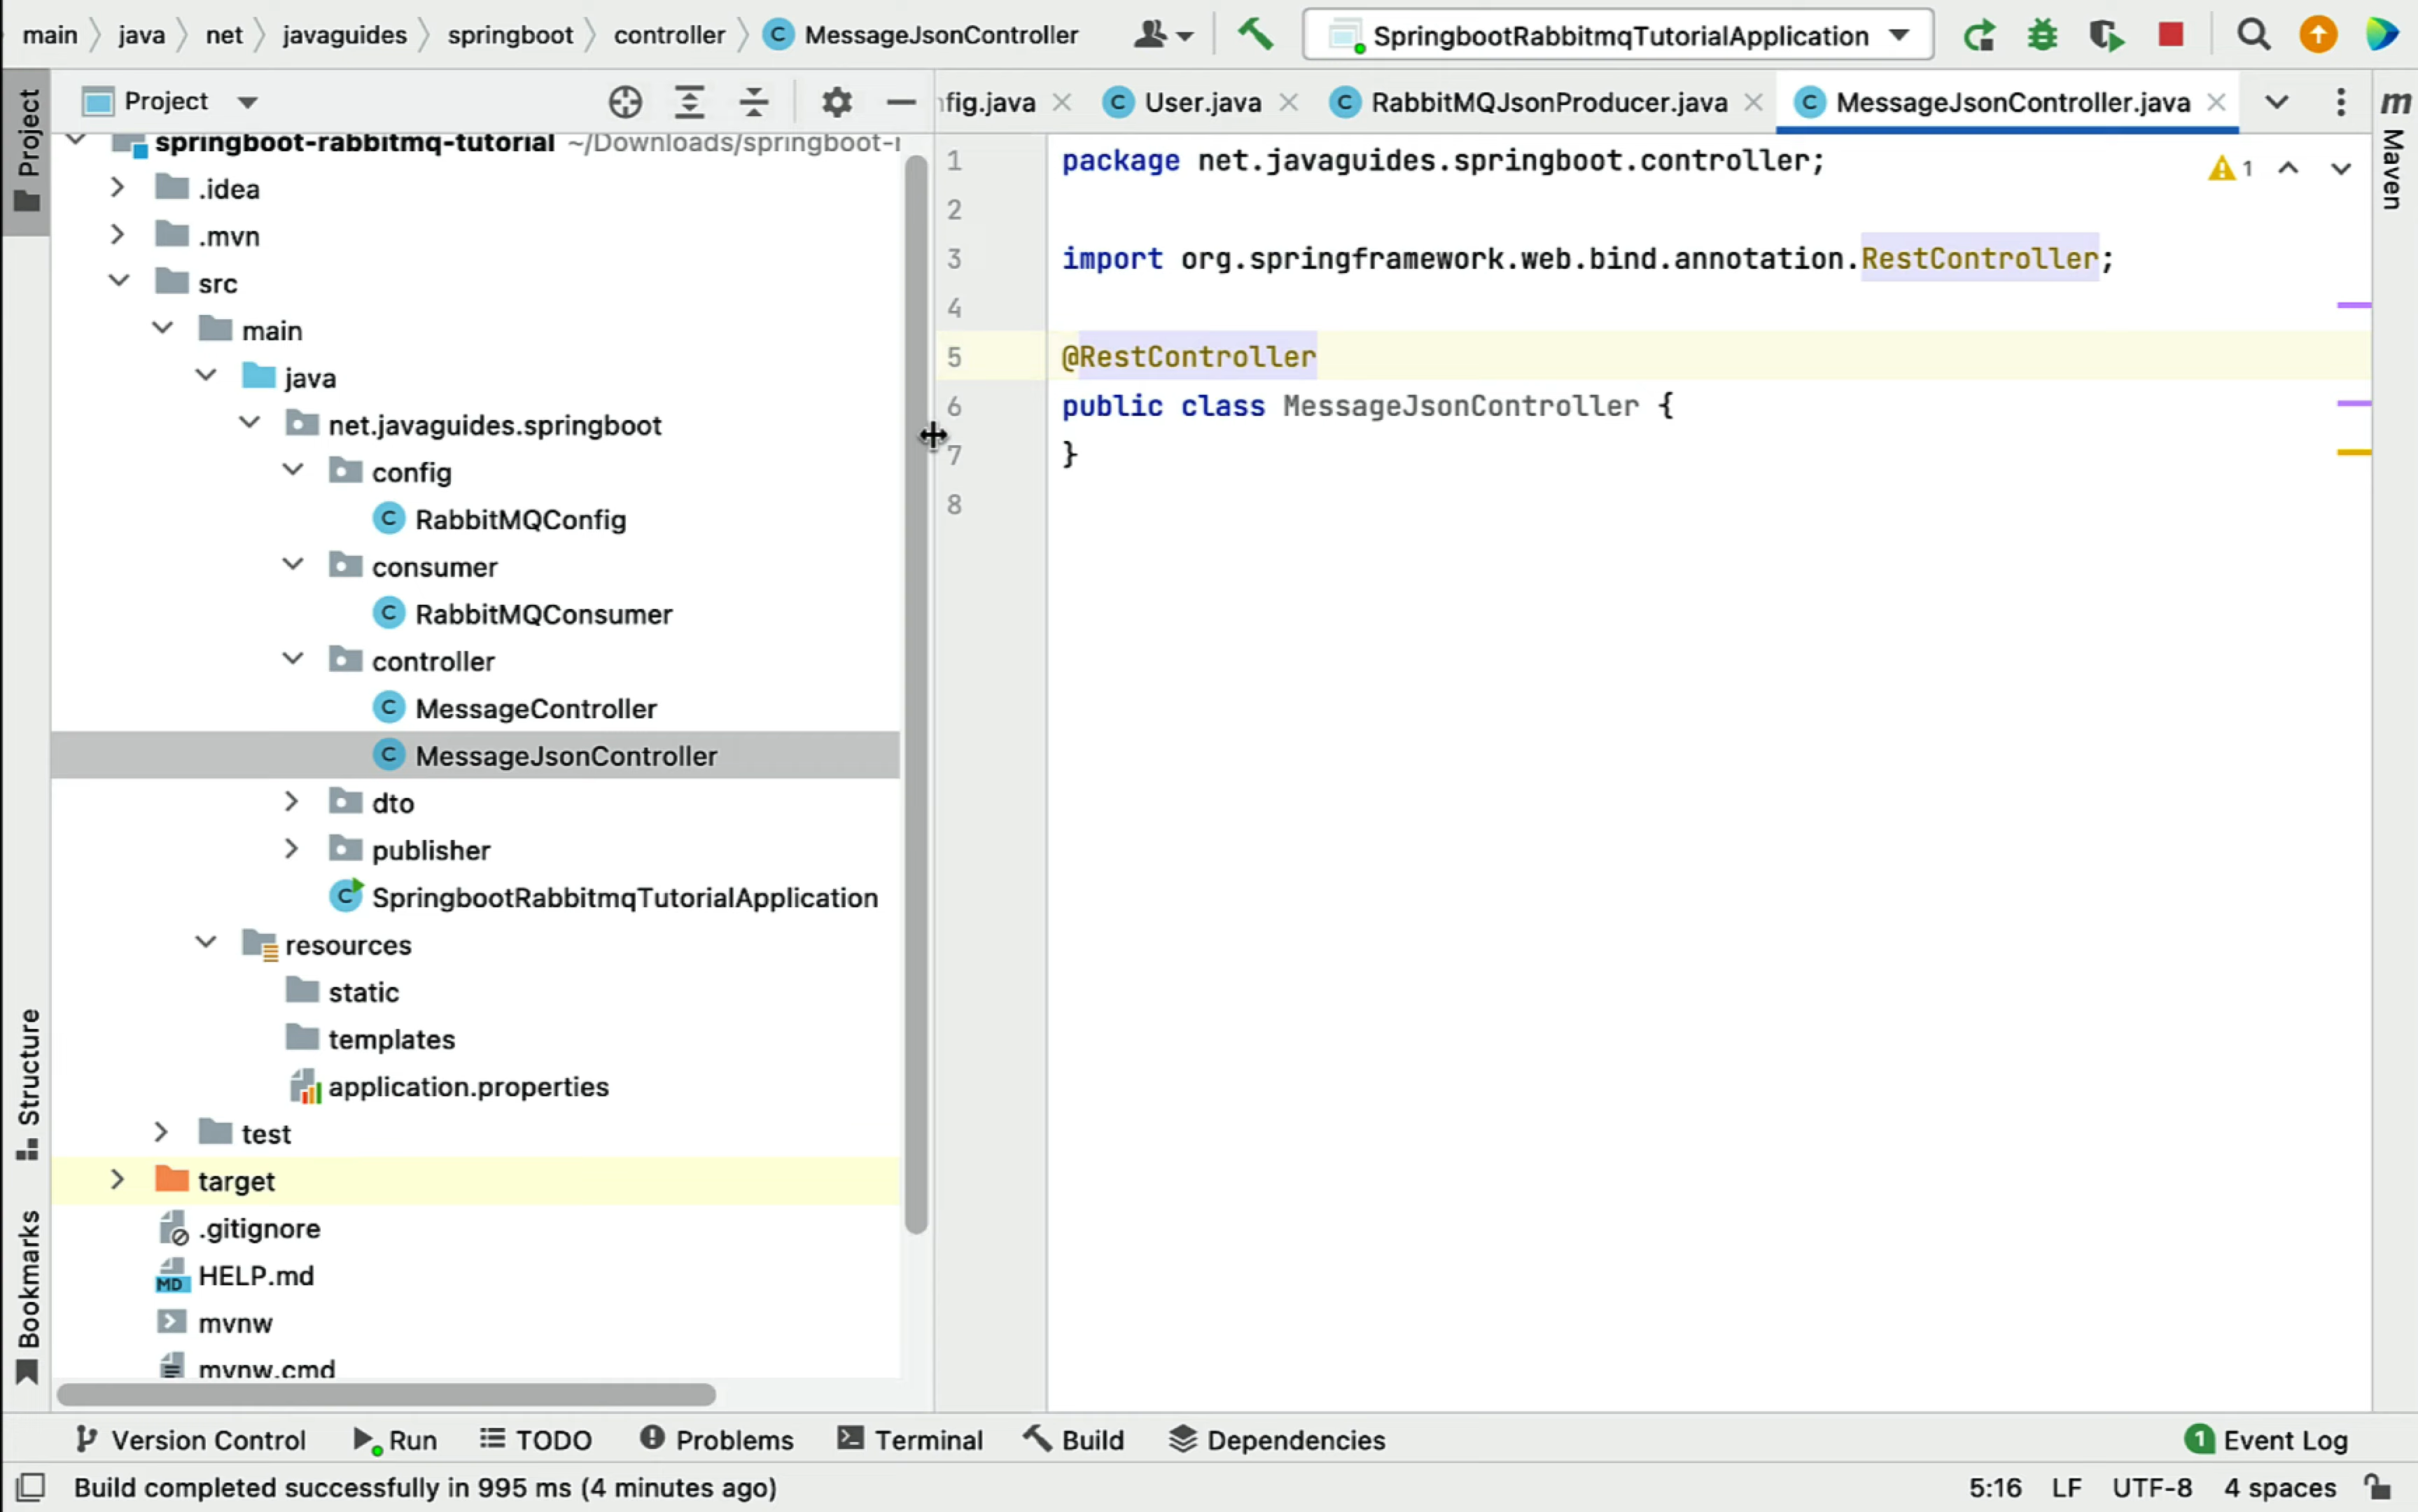 main java net javaguides springboot controller C MessageJsonController SpringbootRabbitmqTutorialApplication
Project
fig.java C User.java C RabbitMQJsonProducer.java C MessageJsonController.java
m Maven
Project
springboot-rabbitmq-tutorial ~/Downloads/springboot-r
.idea
.mvn
src
main
java
net.javaguides.springboot
config
C RabbitMQConfig
consumer
C RabbitMQConsumer
controller
C MessageController
C MessageJsonController
dto
publisher
C SpringbootRabbitmqTutorialApplication
resources
static
templates
application.properties
test
target
.gitignore
MD HELP.md
mvnw
mvnw.cmd
Structure
Bookmarks
1 package net.javaguides.springboot.controller;
1
2
3 import org.springframework.web.bind.annotation.RestController;
4
5 @RestController
6 public class MessageJsonController {
7 }
8
Version Control Run TODO Problems Terminal Build Dependencies 1 Event Log
Build completed successfully in 995 ms (4 minutes ago) 5:16 LF UTF-8 4 spaces